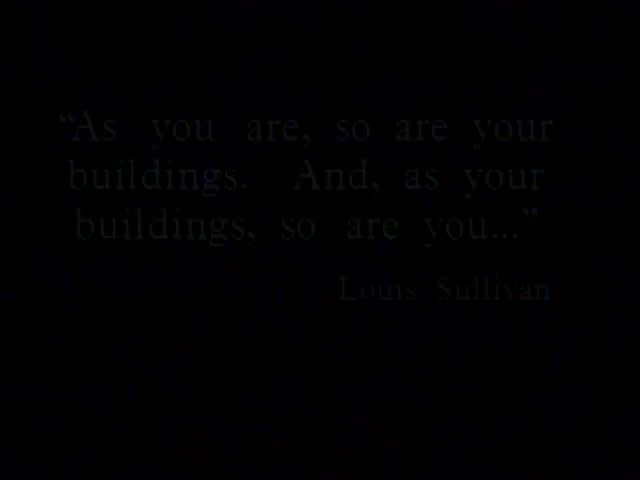 “As you are, so are your
buildings. And, as your
buildings, so are you...”
Louis Sullivan